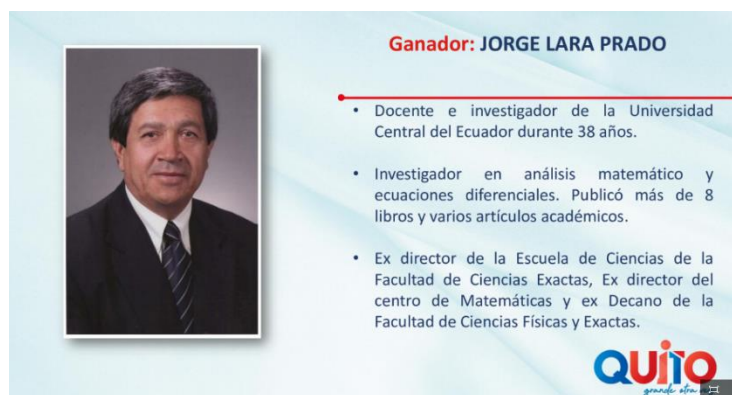 Ganador: JORGE LARA PRADO
• Docente e investigador de la Universidad
Central del Ecuador durante 38 años.
• Investigador en análisis matemático y
ecuaciones diferenciales. Publicó más de 8
libros y varios artículos académicos.
• Ex director de la Escuela de Ciencias de la
Facultad de Ciencias Exactas, Ex director del
centro de Matemáticas y ex Decano de la
Facultad de Ciencias Físicas y Exactas.
QUITO
grande otra